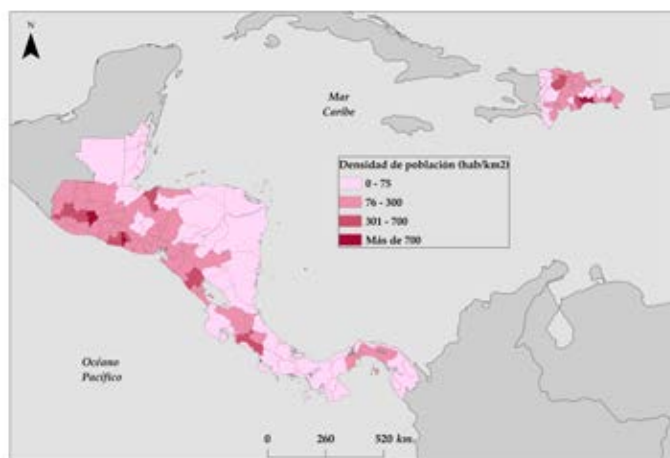 N
Mar
Caribe
Densidad de población (hab/km2)
0 - 75
76 - 300
301 - 700
Más de 700
Océano
Pacífico
0 260 520 km.